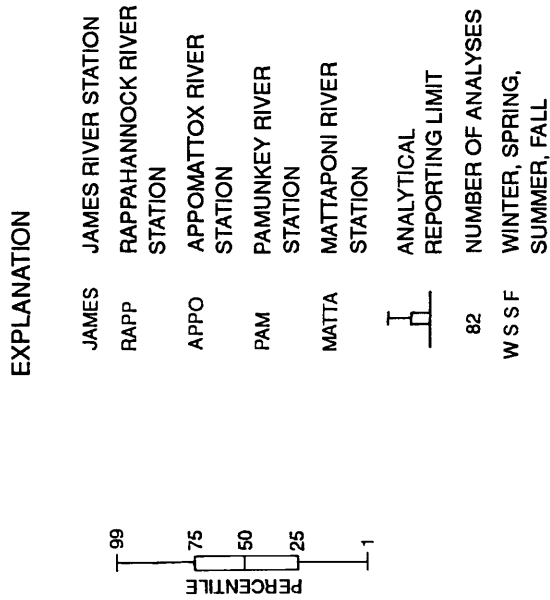 EXPLANATION
JAMES JAMES RIVER STATION
RAPP RAPPAHANNOCK RIVER
STATION
APPO APPOMATTOX RIVER
STATION
PAM PAMUNKEY RIVER
STATION
MATTA MATTAPONI RIVER
STATION
ANALYTICAL
REPORTING LIMIT
82 NUMBER OF ANALYSES
W S S F WINTER, SPRING,
SUMMER, FALL
PERCENTILE
99
75
50
25
1